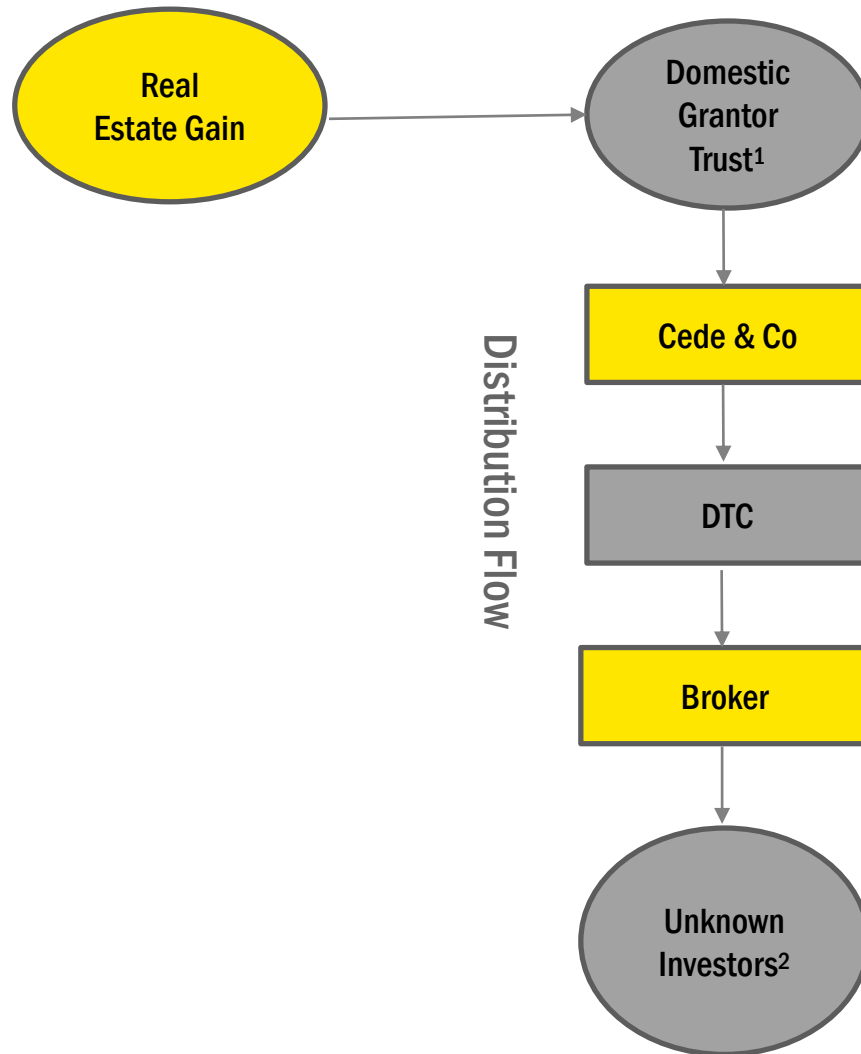 Real
Estate Gain
Domestic
Grantor
Trust¹
Cede & Co
Distribution Flow
DTC
Broker
Unknown
Investors²